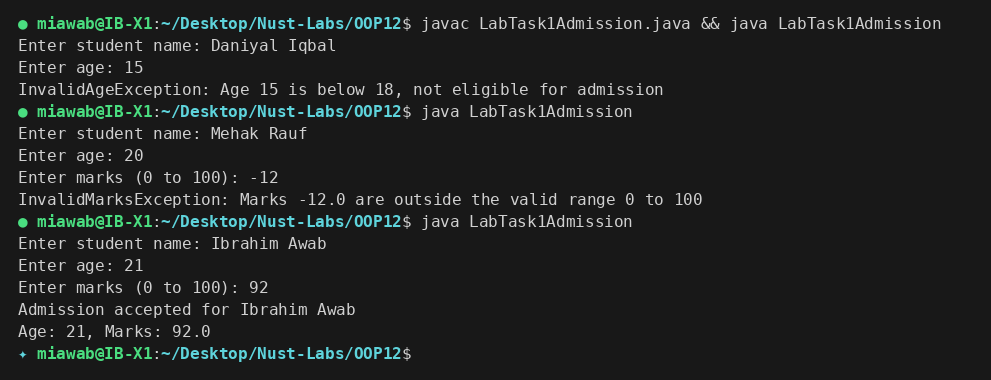 ● miawab@IB-X1:~/Desktop/Nust-Labs/OOP12$ javac LabTask1Admission.java && java LabTask1Admission
Enter student name: Daniyal Iqbal
Enter age: 15
InvalidAgeException: Age 15 is below 18, not eligible for admission
● miawab@IB-X1:~/Desktop/Nust-Labs/OOP12$ java LabTask1Admission
Enter student name: Mehak Rauf
Enter age: 20
Enter marks (0 to 100): -12
InvalidMarksException: Marks -12.0 are outside the valid range 0 to 100
● miawab@IB-X1:~/Desktop/Nust-Labs/OOP12$ java LabTask1Admission
Enter student name: Ibrahim Awab
Enter age: 21
Enter marks (0 to 100): 92
Admission accepted for Ibrahim Awab
Age: 21, Marks: 92.0
✦ miawab@IB-X1:~/Desktop/Nust-Labs/OOP12$